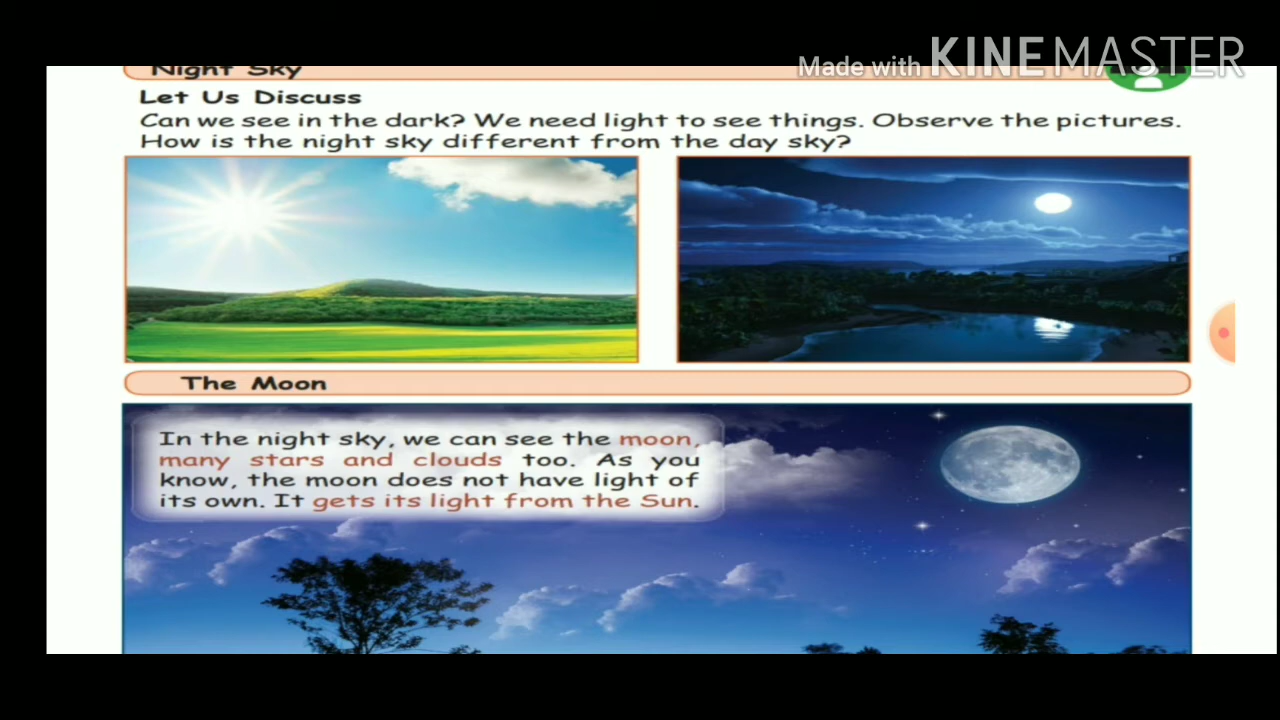 Made with KINEMASTER
Night Sky
Let Us Discuss
Can we see in the dark? We need light to see things. Observe the pictures.
How is the night sky different from the day sky?
The Moon
In the night sky, we can see the moon,
many stars and clouds too. As you
know, the moon does not have light of
its own. It gets its light from the Sun.